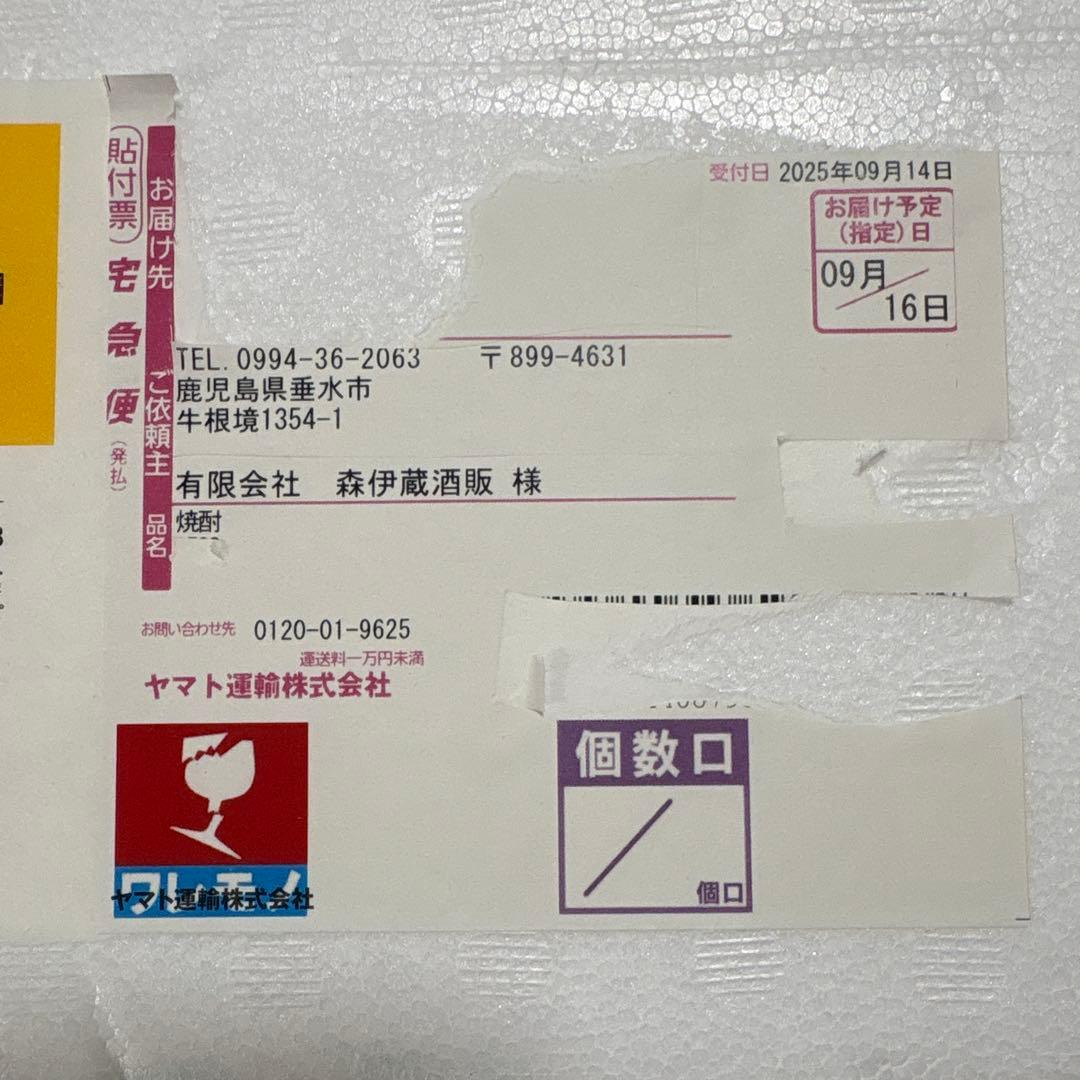 (貼付票)
宅急便
(発払)
お届け先
ご依頼主
品名
受付日 2025年09月14日
お届け予定
(指定)日
09月
16日
TEL. 0994-36-2063 〒899-4631
鹿児島県垂水市
牛根境1354-1
有限会社 森伊蔵酒販 様
焼酎
お問い合わせ先 0120-01-9625
運送料一万円未満
ヤマト運輸株式会社
ワレモノ
ヤマト運輸株式会社
個数口
/
個口